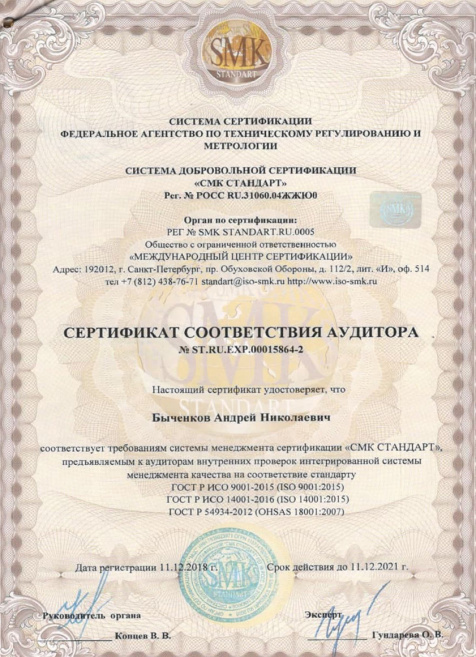 SMK
STANDART
СИСТЕМА СЕРТИФИКАЦИИ
ФЕДЕРАЛЬНОЕ АГЕНТСТВО ПО ТЕХНИЧЕСКОМУ РЕГУЛИРОВАНИЮ И
МЕТРОЛОГИИ
СИСТЕМА ДОБРОВОЛЬНОЙ СЕРТИФИКАЦИИ
«СМК СТАНДАРТ»
Рег. № РОСС RU.31060.04ЖЖЮ0
SMK
Орган по сертификации:
РЕГ № SMK STANDART.RU.0005
Общество с ограниченной ответственностью
«МЕЖДУНАРОДНЫЙ ЦЕНТР СЕРТИФИКАЦИИ»
Адрес: 192012, г. Санкт-Петербург, пр. Обуховской Обороны, д. 112/2, лит. «И», оф. 514
тел +7 (812) 438-76-71 standart@iso-smk.ru http://www.iso-smk.ru
СЕРТИФИКАТ СООТВЕТСТВИЯ АУДИТОРА
№ ST.RU.EXP.00015864-2
SMK
STANDART
Настоящий сертификат удостоверяет, что
Быченков Андрей Николаевич
соответствует требованиям системы менеджмента сертификации «СМК СТАНДАРТ»,
предъявляемым к аудиторам внутренних проверок интегрированной системы
менеджмента качества на соответствие стандарту
ГОСТ Р ИСО 9001-2015 (ISO 9001:2015)
ГОСТ Р ИСО 14001-2016 (ISO 14001:2015)
ГОСТ Р 54934-2012 (OHSAS 18001:2007)
Дата регистрации 11.12.2018 г. Срок действия до 11.12.2021 г.
SMK
Руководитель органа Эксперт
Концев В. В. Гундарева О. В.